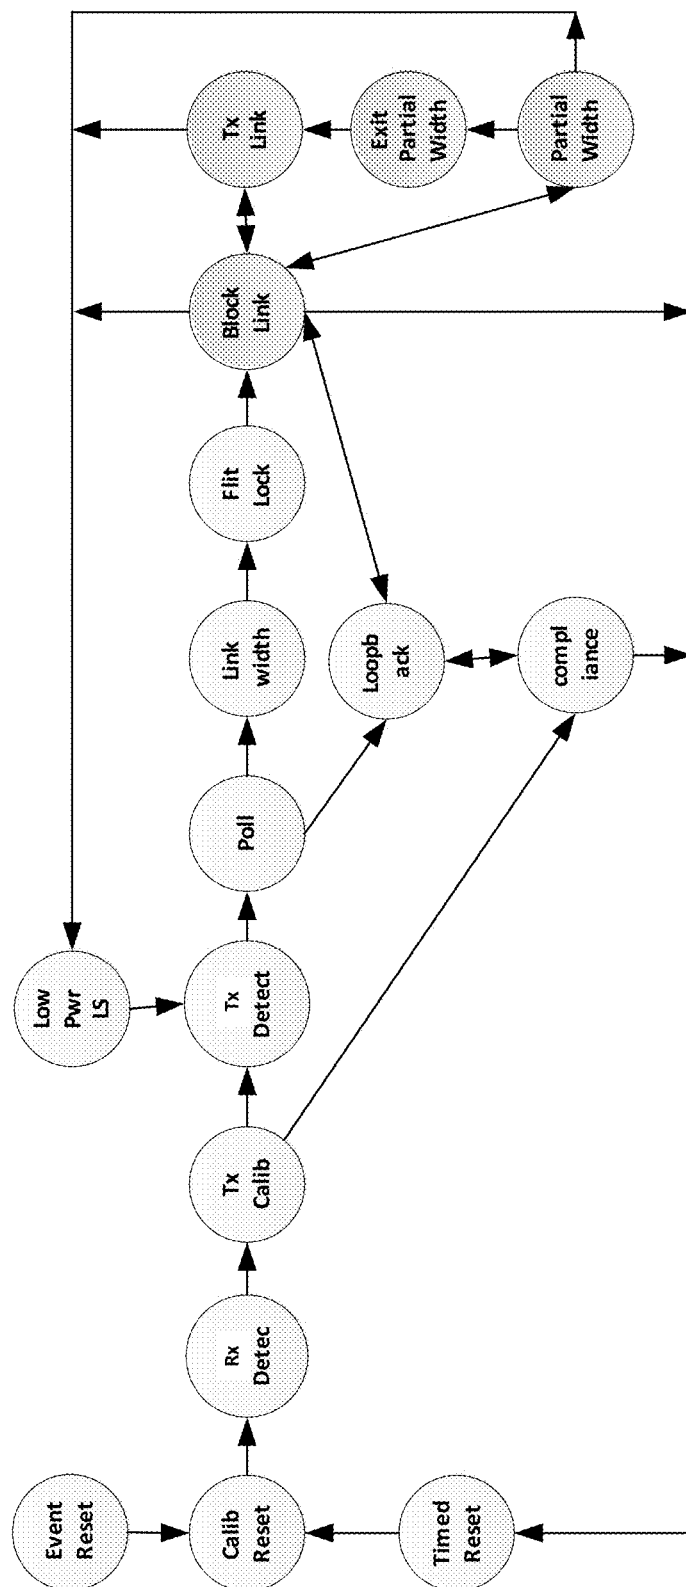 Event
Reset
Calib
Reset
Timed
Reset
Rx
Detec
Tx
Calib
Low
Pwr
LS
Tx
Detect
Poll
Link
width
Loopb
ack
compl
iance
Flit
Lock
Block
Link
Tx
Link
Exit
Partial
Width
Partial
Width